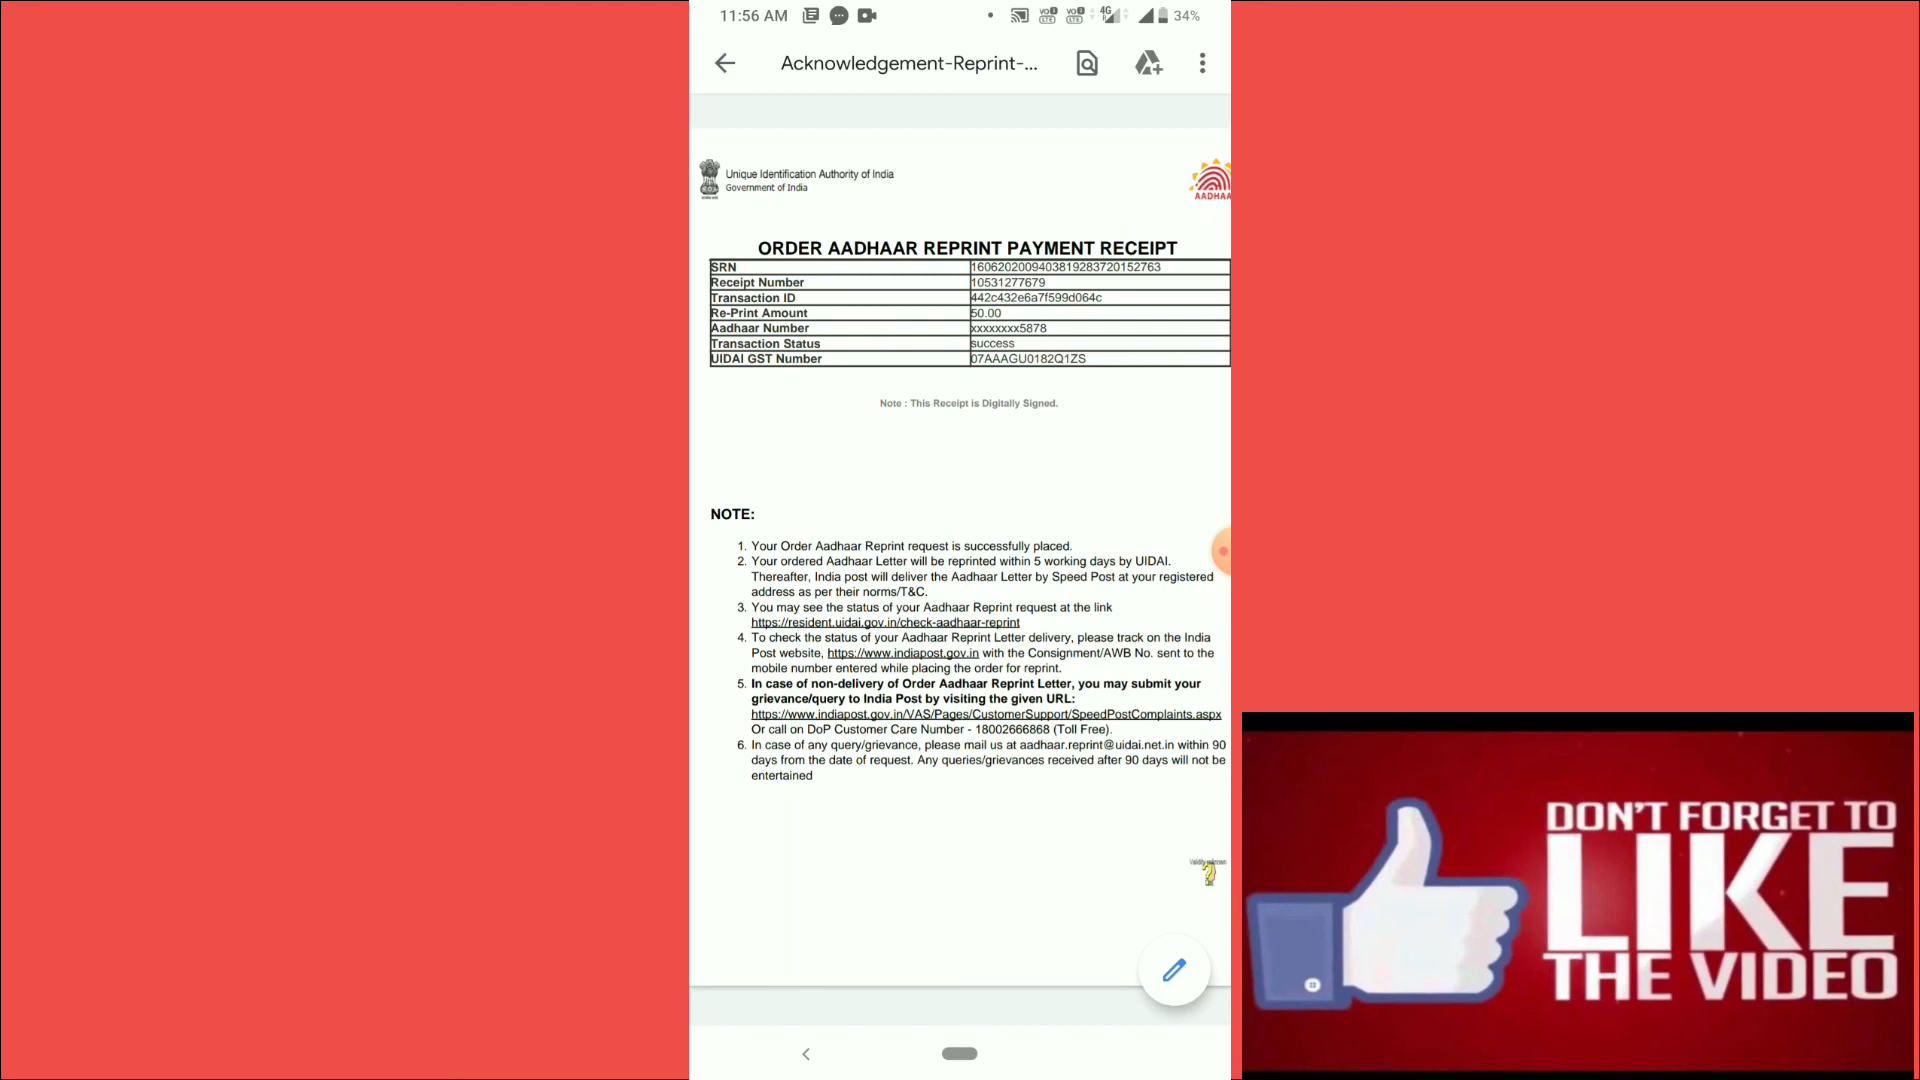 11:56 AM
4G
34%
Acknowledgement-Reprint-...
Unique Identification Authority of India
Government of India
AADHAA
ORDER AADHAAR REPRINT PAYMENT RECEIPT
SRN 1606202009403819283720152763
Receipt Number 10531277679
Transaction ID 442c432e6a7f599d064c
Re-Print Amount 50.00
Aadhaar Number xxxxxxxx5878
Transaction Status success
UIDAI GST Number 07AAAGU0182Q1ZS
Note : This Receipt is Digitally Signed.
NOTE:
1. Your Order Aadhaar Reprint request is successfully placed.
2. Your ordered Aadhaar Letter will be reprinted within 5 working days by UIDAI.
Thereafter, India post will deliver the Aadhaar Letter by Speed Post at your registered
address as per their norms/T&C.
3. You may see the status of your Aadhaar Reprint request at the link
https://resident.uidai.gov.in/check-aadhaar-reprint
4. To check the status of your Aadhaar Reprint Letter delivery, please track on the India
Post website, https://www.indiapost.gov.in with the Consignment/AWB No. sent to the
mobile number entered while placing the order for reprint.
5. In case of non-delivery of Order Aadhaar Reprint Letter, you may submit your
grievance/query to India Post by visiting the given URL:
https://www.indiapost.gov.in/VAS/Pages/CustomerSupport/SpeedPostComplaints.aspx
Or call on DoP Customer Care Number - 18002666868 (Toll Free).
6. In case of any query/grievance, please mail us at aadhaar.reprint@uidai.net.in within 90
days from the date of request. Any queries/grievances received after 90 days will not be
entertained
Validity unknown
DON'T FORGET TO
LIKE
THE VIDEO